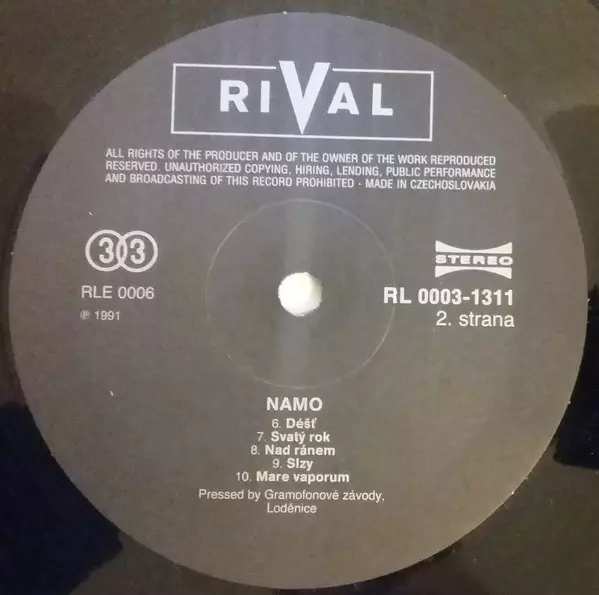 RIVAL
ALL RIGHTS OF THE PRODUCER AND OF THE OWNER OF THE WORK REPRODUCED
RESERVED. UNAUTHORIZED COPYING, HIRING, LENDING, PUBLIC PERFORMANCE
AND BROADCASTING OF THIS RECORD PROHIBITED · MADE IN CZECHOSLOVAKIA
33
STEREO
RLE 0006
RL 0003-1311
℗ 1991
2. strana
NAMO
6. Déšť
7. Svatý rok
8. Nad ránem
9. Slzy
10. Mare vaporum
Pressed by Gramofonové závody,
Loděnice